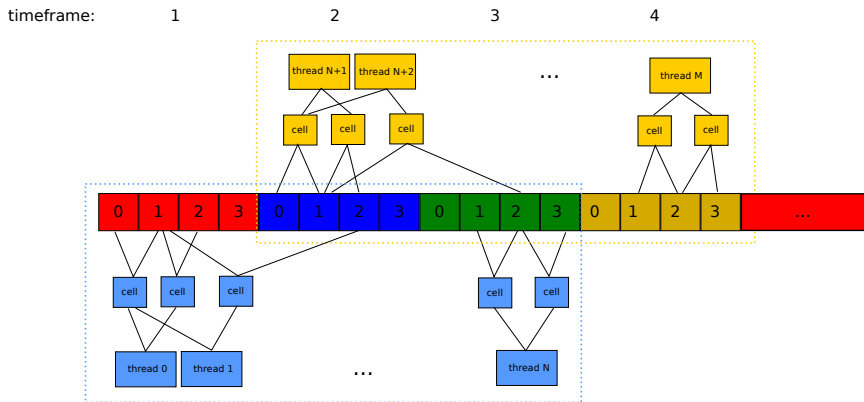 timeframe: 1 2 3 4
thread N+1 thread N+2 ... thread M
cell cell cell cell cell
0 1 2 3 0 1 2 3 0 1 2 3 0 1 2 3 ...
cell cell cell cell cell
thread 0 thread 1 ... thread N